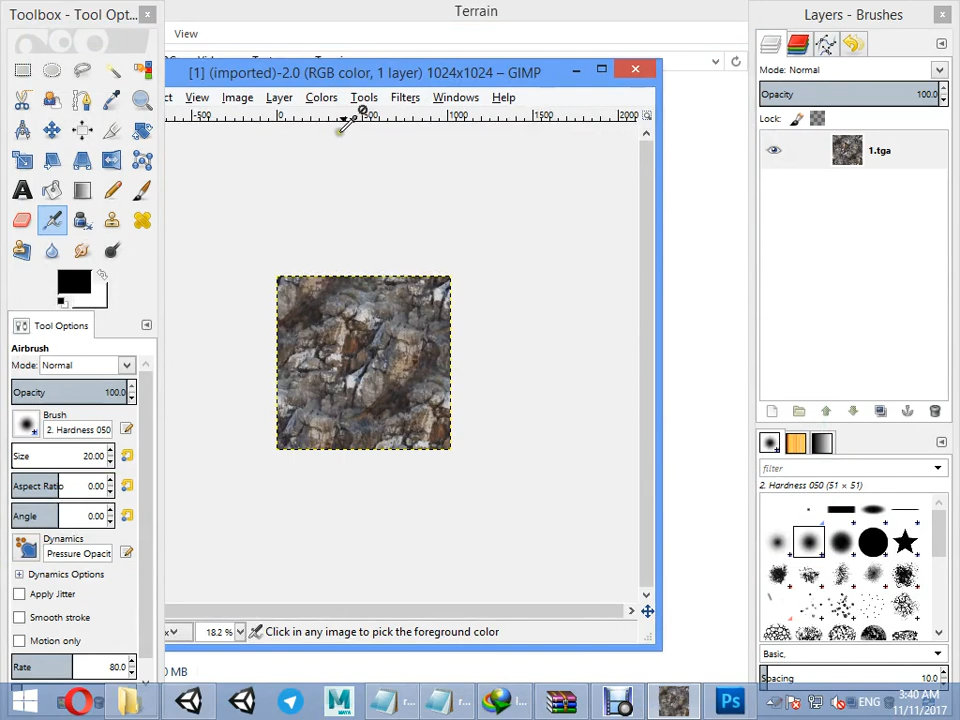 Toolbox - Tool Opt...
Terrain
Layers - Brushes
View
[1] (imported)-2.0 (RGB color, 1 layer) 1024x1024 – GIMP
ct View Image Layer Colors Tools Filters Windows Help
-500 0 500 1000 1500 2000
Mode: Normal
Opacity 100.0
Lock:
1.tga
Tool Options
Airbrush
Mode: Normal
Opacity 100.0
Brush
2. Hardness 050
Size 20.00
Aspect Ratio 0.00
Angle 0.00
Dynamics
Pressure Opacit
Dynamics Options
Apply Jitter
Smooth stroke
Motion only
Rate 80.0
filter
2. Hardness 050 (51 × 51)
Basic,
Spacing 10.0
18.2 % Click in any image to pick the foreground color
0 MB
MAYA
r...
r...
I...
Ps
ENG
3:40 AM
11/11/2017